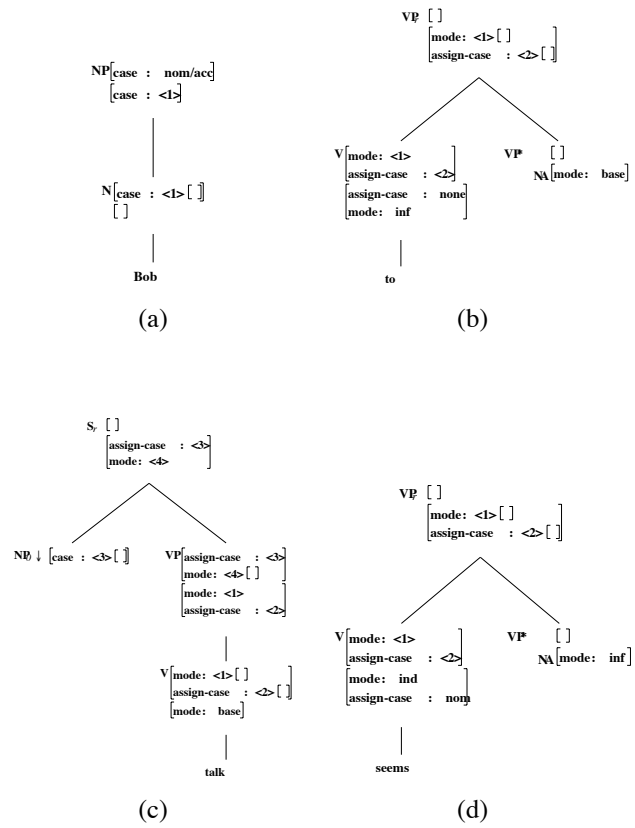 NP[case : nom/acc]
[case : <1>]
N[case : <1>[ ]]
[ ]
Bob
(a)
VPr [ ]
[mode: <1>[ ]
assign-case : <2>[ ]]
V[mode: <1>
assign-case : <2>]
[assign-case : none
mode: inf]
to
VP* [ ]
NA[mode: base]
(b)
Sr [ ]
[assign-case : <3>
mode: <4>]
NP0↓ [case : <3>[ ]]
VP[assign-case : <3>
mode: <4>[ ]]
[mode: <1>
assign-case : <2>]
V[mode: <1>[ ]
assign-case : <2>[ ]]
[mode: base]
talk
(c)
VPr [ ]
[mode: <1>[ ]
assign-case : <2>[ ]]
V[mode: <1>
assign-case : <2>]
[mode: ind
assign-case : nom]
seems
VP* [ ]
NA[mode: inf]
(d)